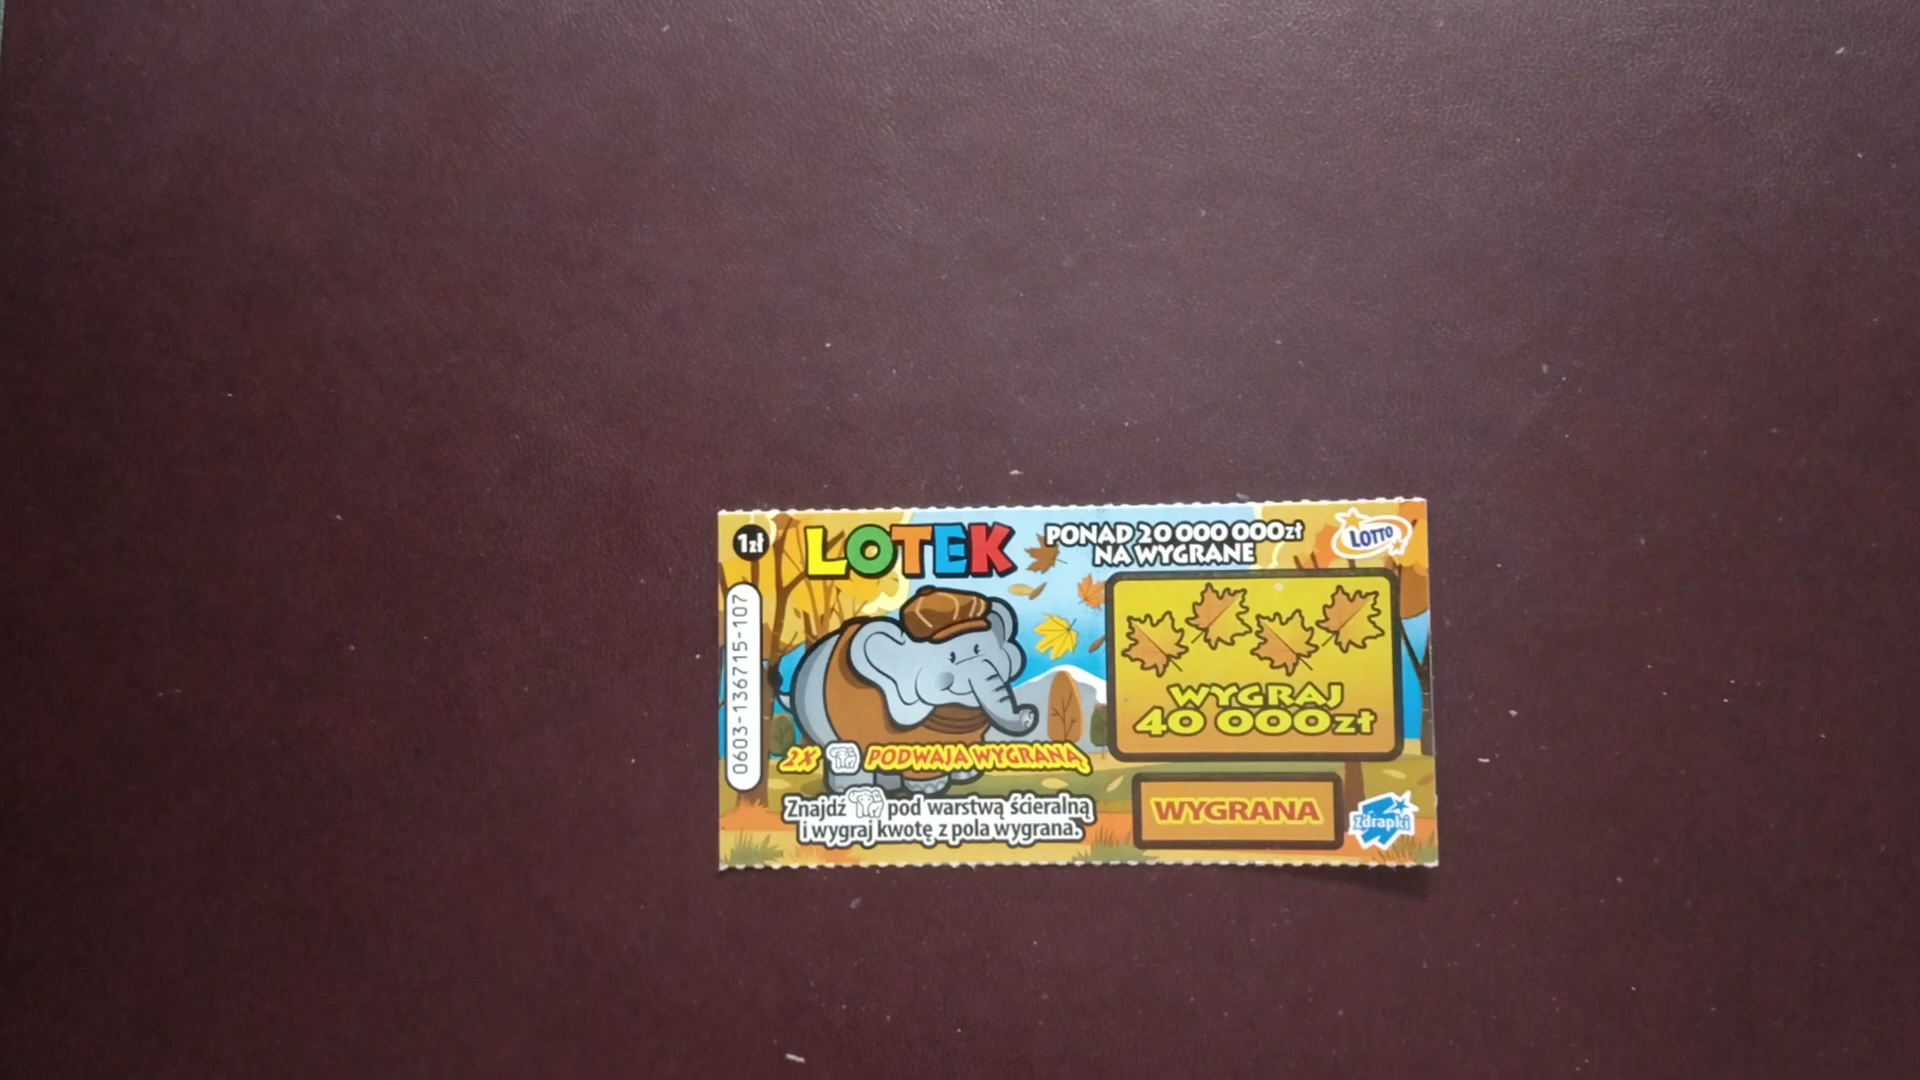 1zł
LOTEK
PONAD 20 000 000zł
NA WYGRANE
LOTTO
0603-136715-107
WYGRAJ
40 000zł
2X PODWAJA WYGRANĄ
Znajdź pod warstwą ścieralną
i wygraj kwotę z pola wygrana.
WYGRANA
Zdrapki